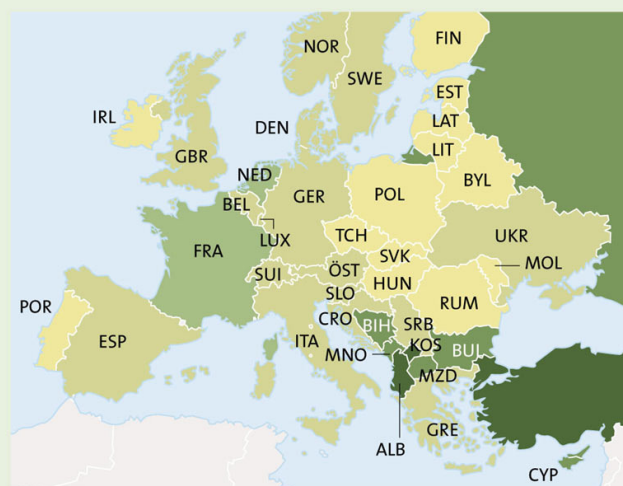 NOR
FIN
SWE
EST
IRL
LAT
DEN
LIT
GBR
NED
BYL
BEL
GER
POL
LUX
TCH
UKR
FRA
SVK
MOL
SUI
ÖST
HUN
SLO
RUM
POR
CRO
BIH
SRB
ESP
ITA
KOS
BUL
MNO
MZD
GRE
ALB
CYP